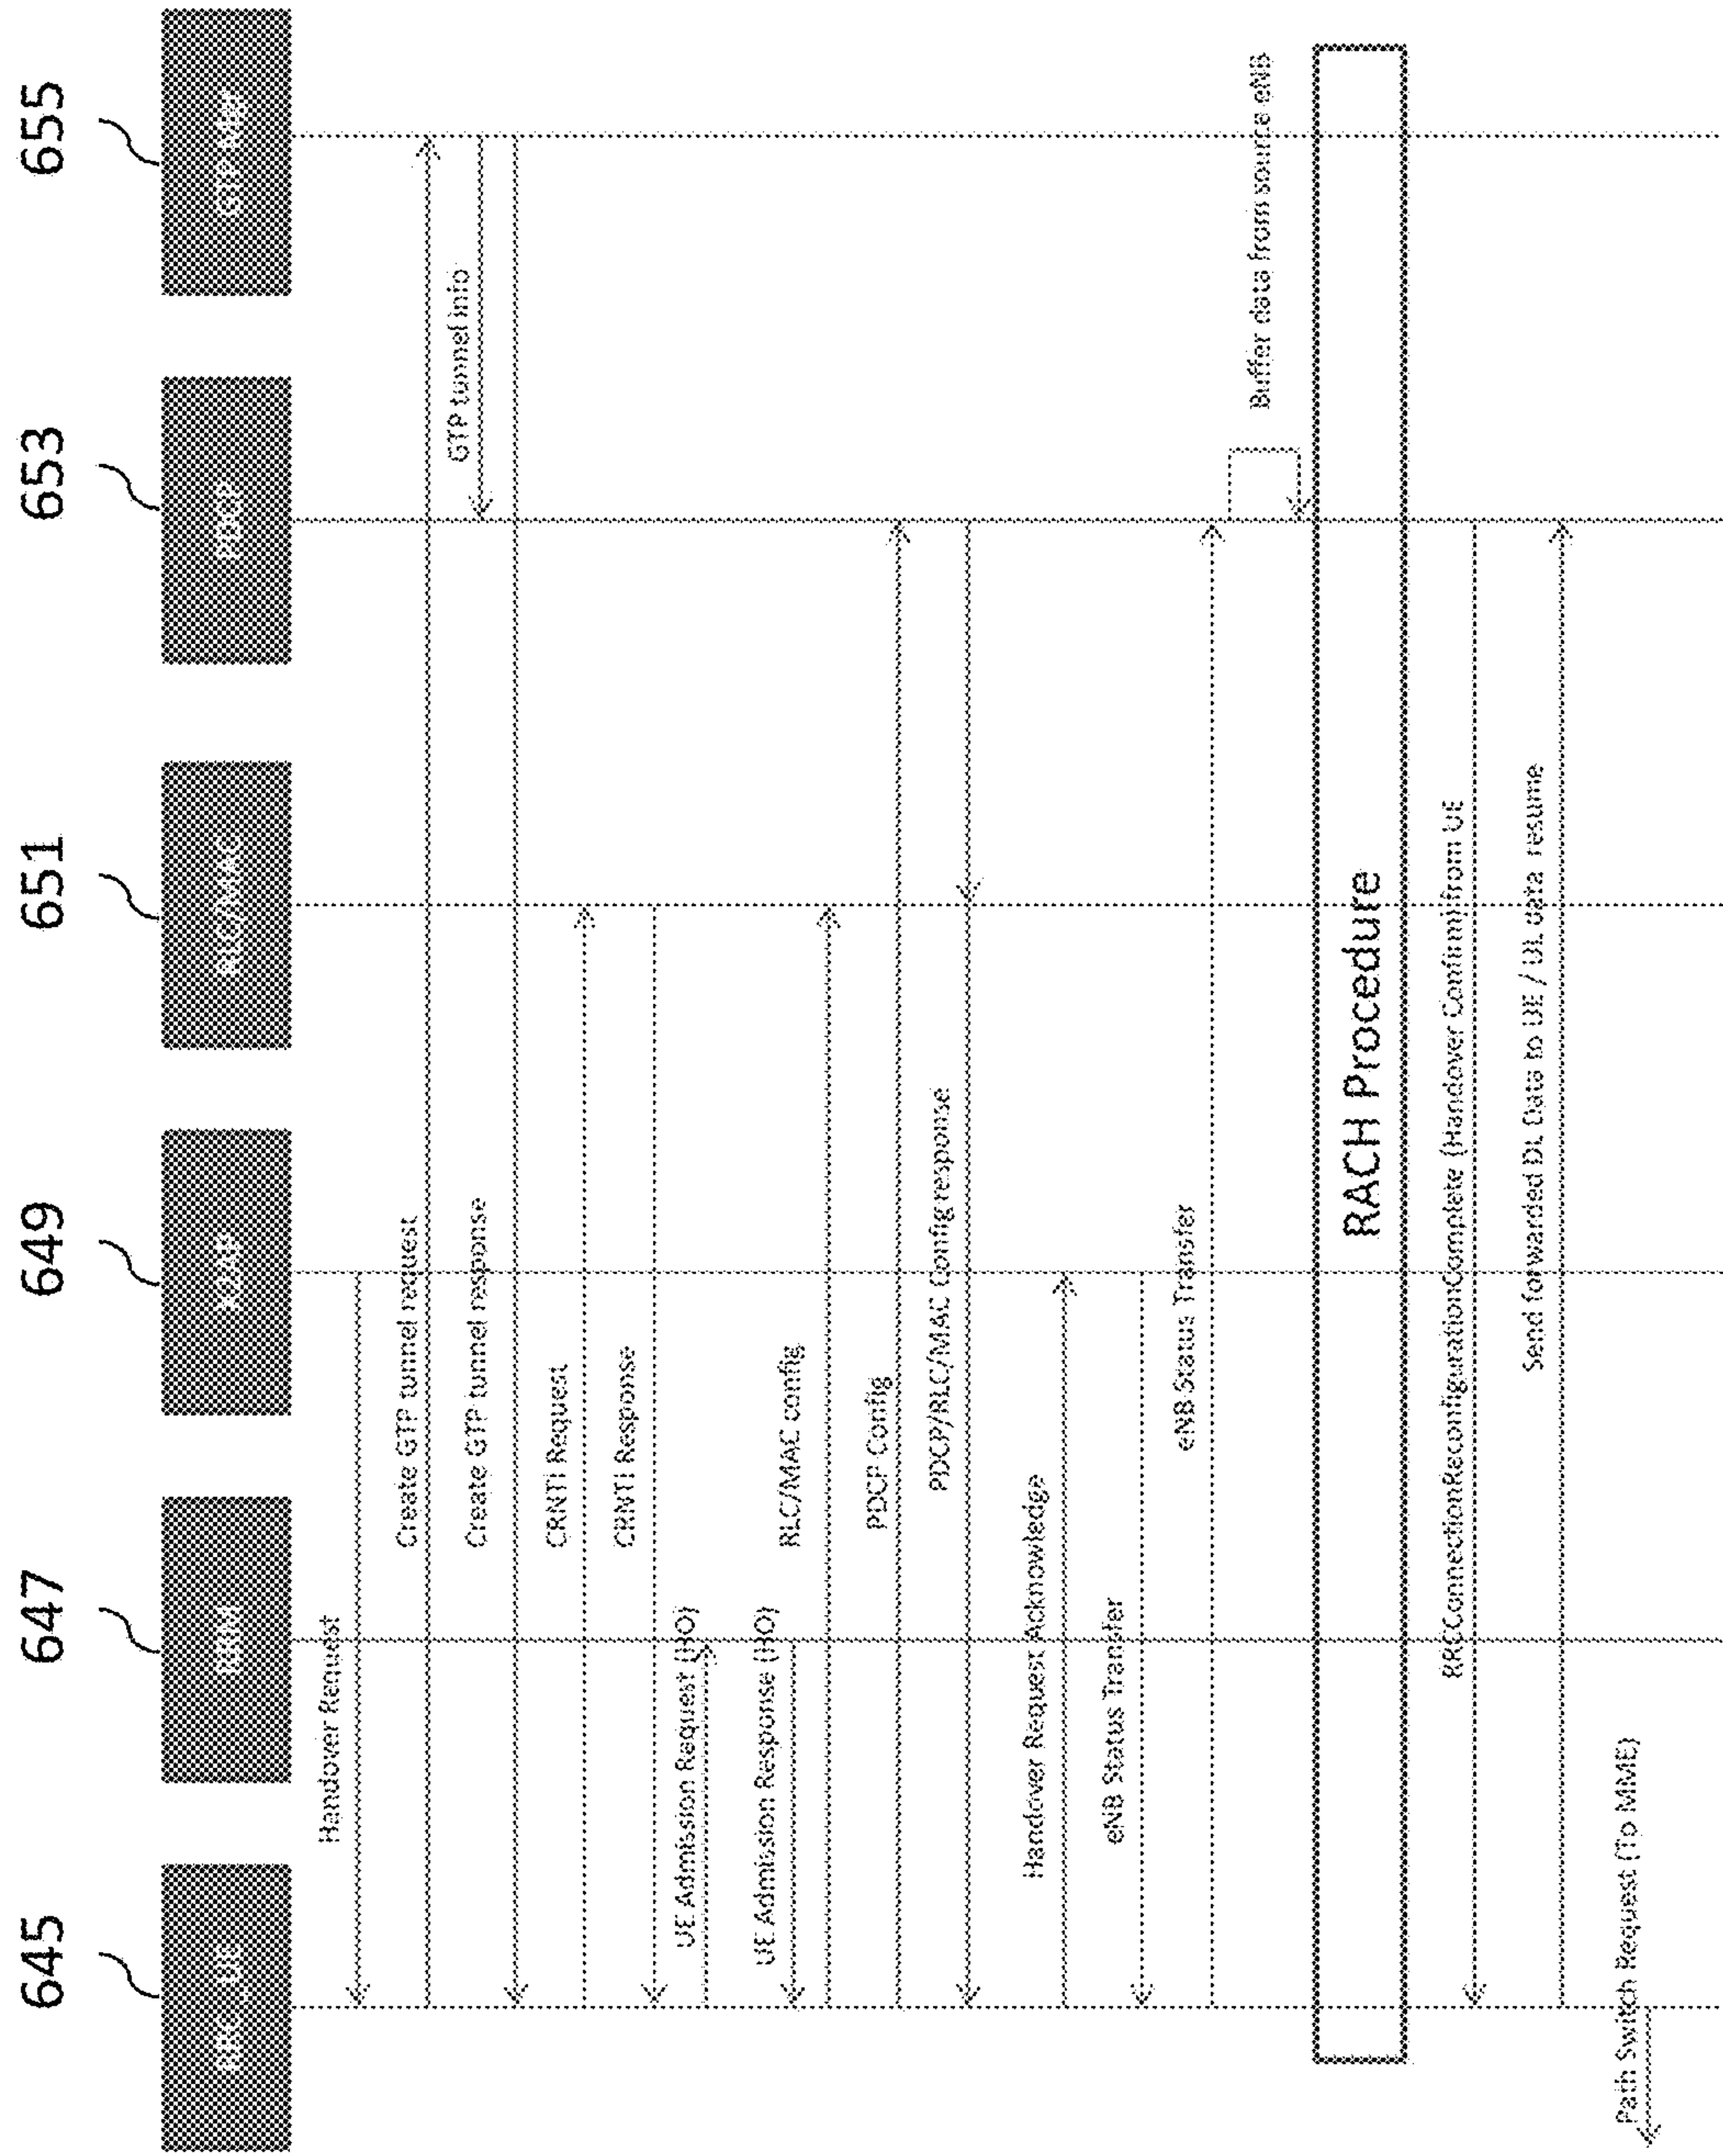 645
647
649
651
653
655
RRM
RLC/MAC
PDCP
Handover Request
Create GTP tunnel request
GTP tunnel info
Create GTP tunnel response
CRNTI Request
CRNTI Response
UE Admission Request (HO)
UE Admission Response (HO)
RLC/MAC config
PDCP Config
PDCP/RLC/MAC Config response
Handover Request Acknowledge
eNB Status Transfer
eNB Status Transfer
Buffer data from source eNB
RACH Procedure
RRCConnectionReconfigurationComplete (Handover Confirm) from UE
Send forwarded DL Data to UE / UL data resume
Path Switch Request (To MME)